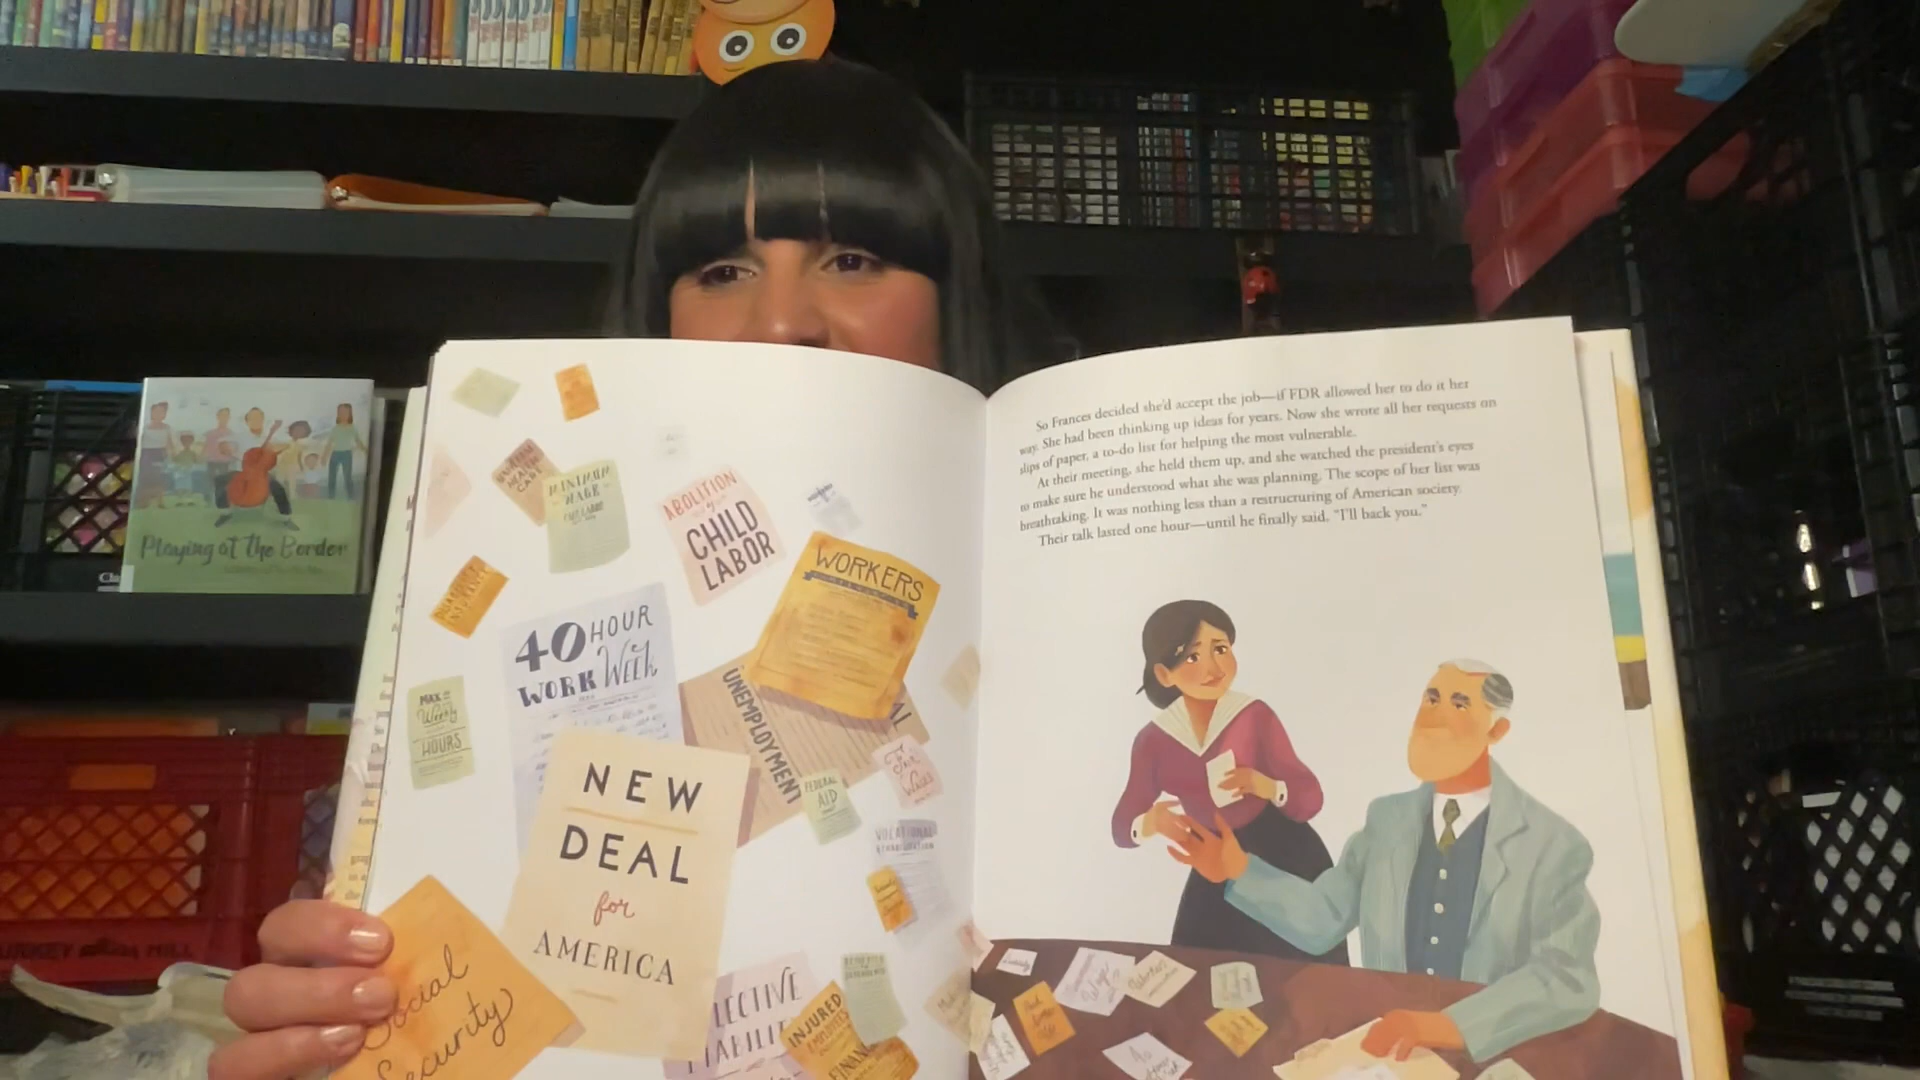 Playing at the Border
MINIMUM
WAGE
ABOLITION
of
CHILD
LABOR
WORKERS
40 HOUR
WORK Week
MAX
Weekly
HOURS
UNEMPLOYMENT
FEDERAL
AID
Fair
Wages
VOCATIONAL
NEW
DEAL
for
AMERICA
Social
Security
INJURED
So Frances decided she'd accept the job—if FDR allowed her to do it her
way. She had been thinking up ideas for years. Now she wrote all her requests on
slips of paper, a to-do list for helping the most vulnerable.
At their meeting, she held them up, and she watched the president's eyes
to make sure he understood what she was planning. The scope of her list was
breathtaking. It was nothing less than a restructuring of American society.
Their talk lasted one hour—until he finally said, "I'll back you."